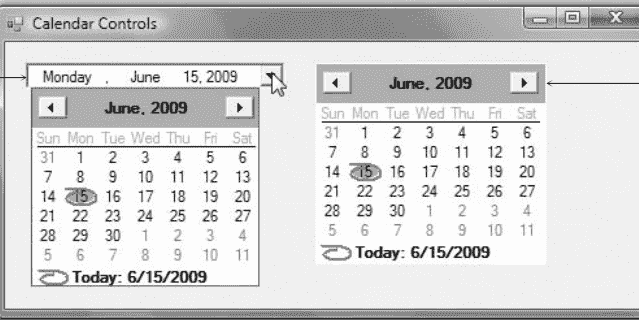 Calendar Controls
Monday , June 15, 2009
June, 2009
Sun Mon Tue Wed Thu Fri Sat
31 1 2 3 4 5 6
7 8 9 10 11 12 13
14 15 16 17 18 19 20
21 22 23 24 25 26 27
28 29 30 1 2 3 4
5 6 7 8 9 10 11
Today: 6/15/2009
June, 2009
Sun Mon Tue Wed Thu Fri Sat
31 1 2 3 4 5 6
7 8 9 10 11 12 13
14 15 16 17 18 19 20
21 22 23 24 25 26 27
28 29 30 1 2 3 4
5 6 7 8 9 10 11
Today: 6/15/2009